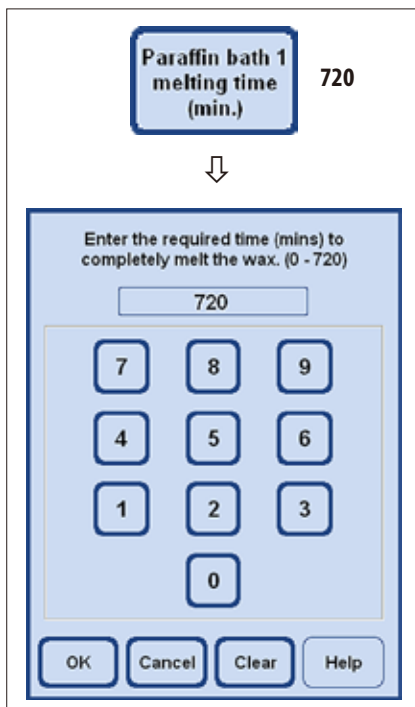 Paraffin bath 1
melting time
(min.)
720
Enter the required time (mins) to
completely melt the wax. (0 - 720)
720
7 8 9
4 5 6
1 2 3
0
OK Cancel Clear Help